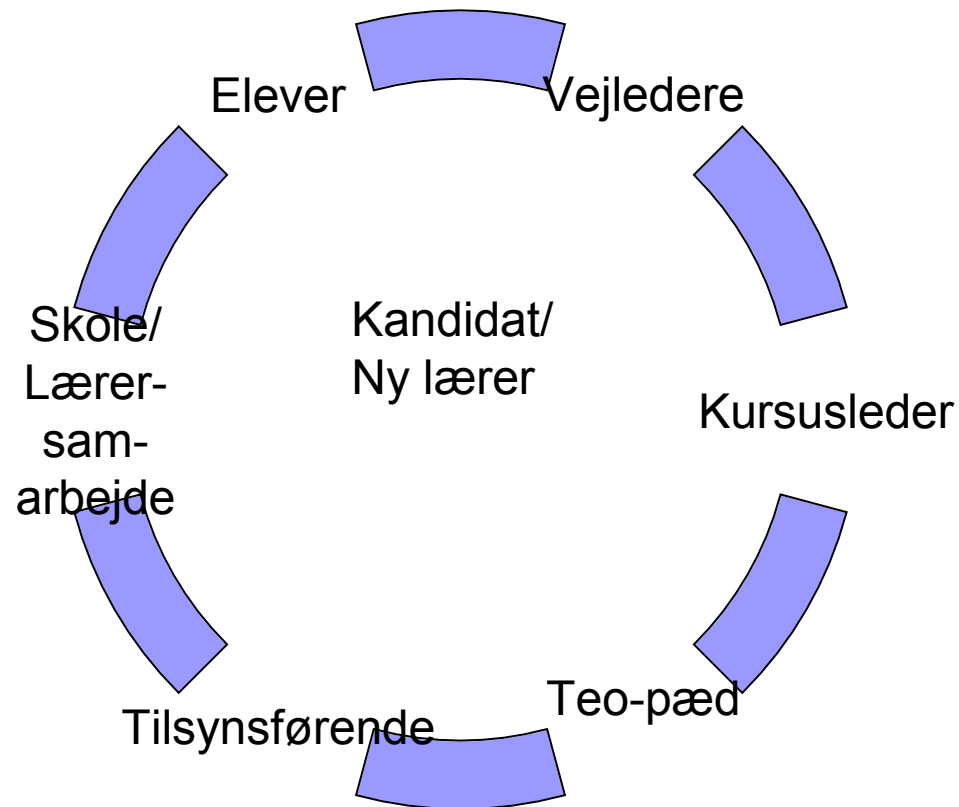 Elever
Vejledere
Skole/
Lærer-
sam-
arbejde
Kandidat/
Ny lærer
Kursusleder
Teo-pæd
Tilsynsførende